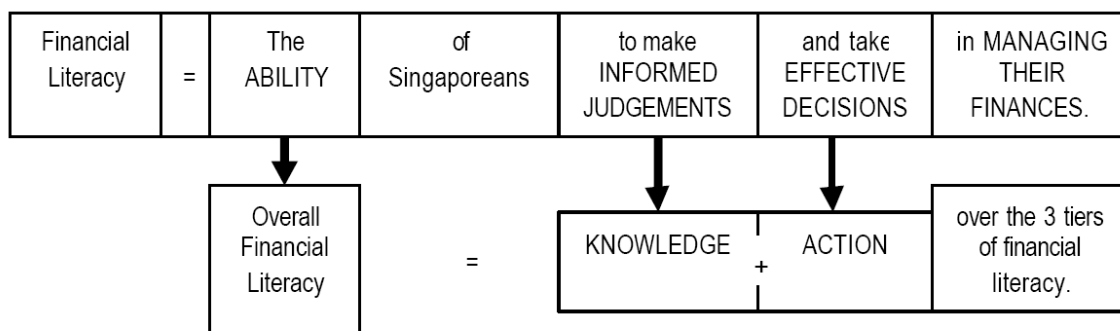 Financial
Literacy
=
The
ABILITY
of
Singaporeans
to make
INFORMED
JUDGEMENTS
and take
EFFECTIVE
DECISIONS
in MANAGING
THEIR
FINANCES.
Overall
Financial
Literacy
=
KNOWLEDGE
+
ACTION
over the 3 tiers
of financial
literacy.